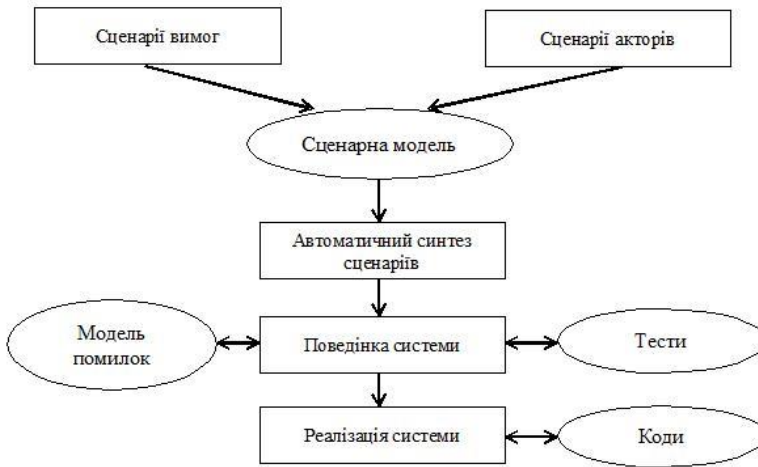 Сценарії вимог
Сценарії акторів
Сценарна модель
Автоматичний синтез
сценаріїв
Модель
помилок
Поведінка системи
Тести
Реалізація системи
Коди